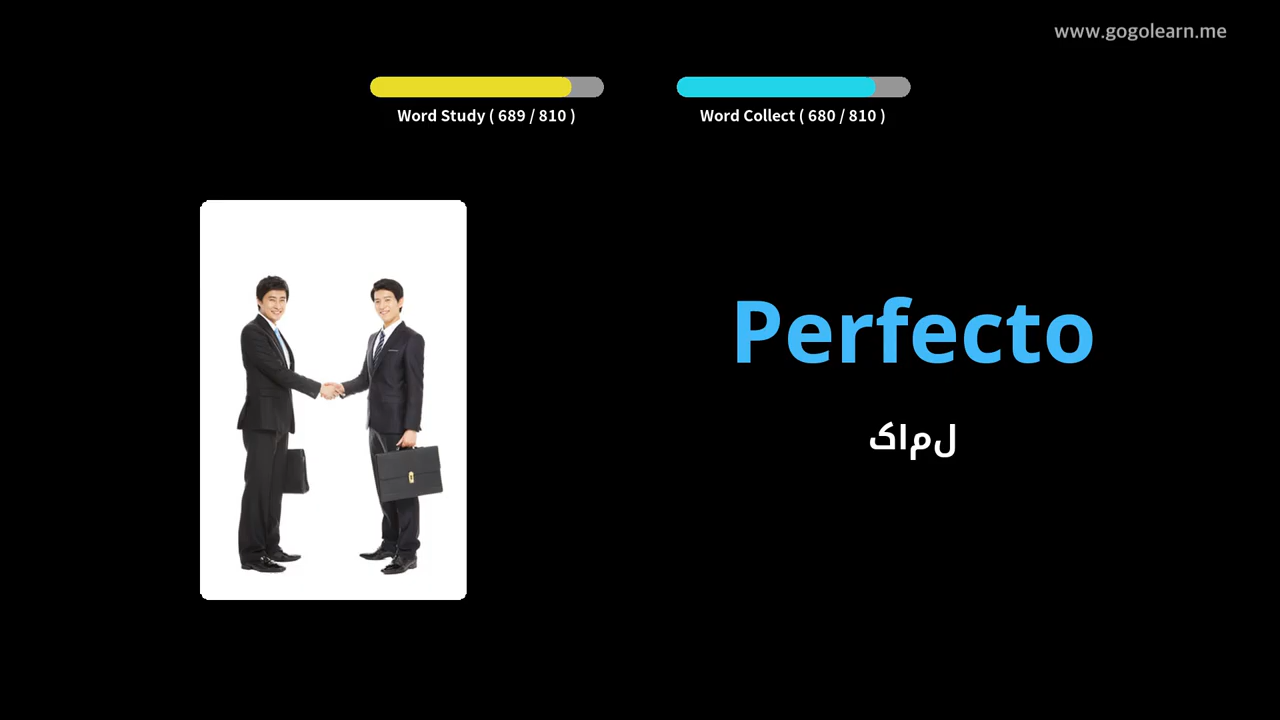 www.gogolearn.me
Word Study ( 689 / 810 )
Word Collect ( 680 / 810 )
Perfecto
کامل